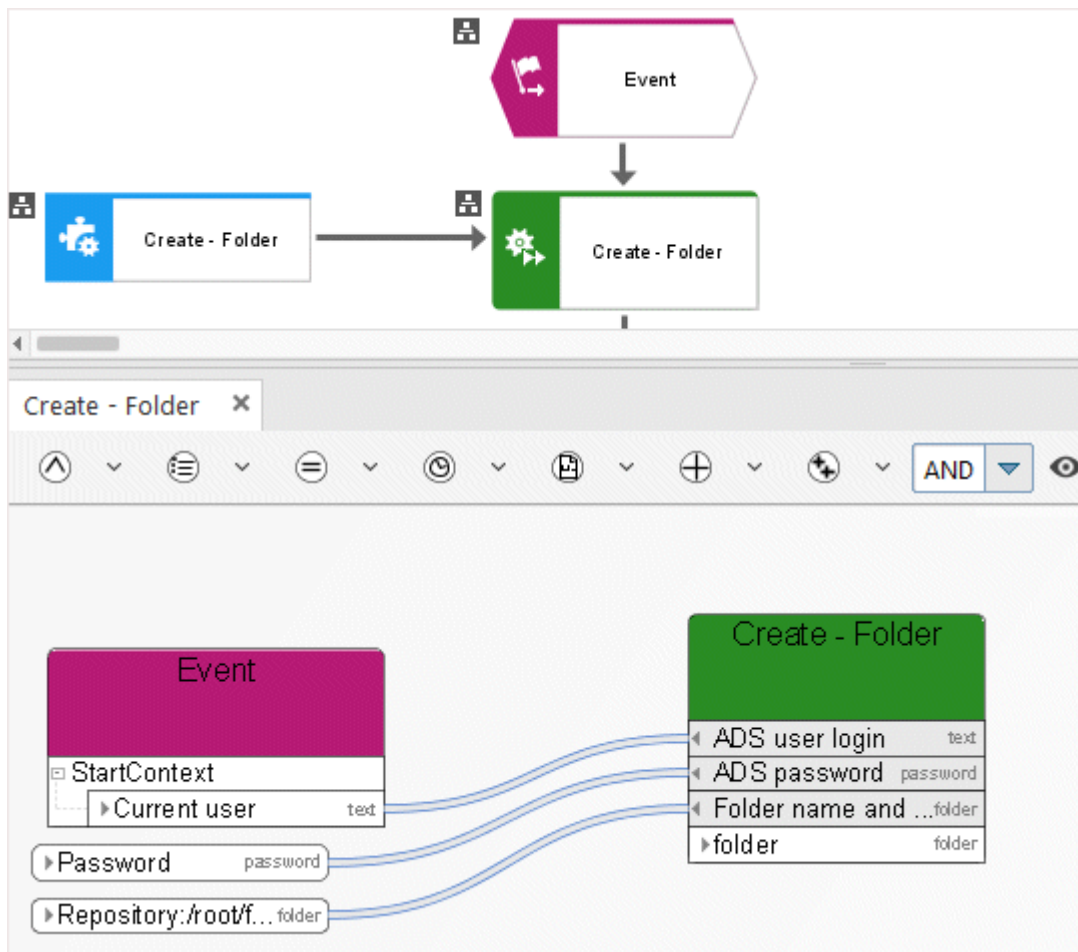 Event
Create - Folder
Create - Folder
Create - Folder
AND
Create - Folder
Event
ADS user login text
StartContext
ADS password password
Current user text
Folder name and ...folder
Password password
folder folder
Repository:/root/f... folder